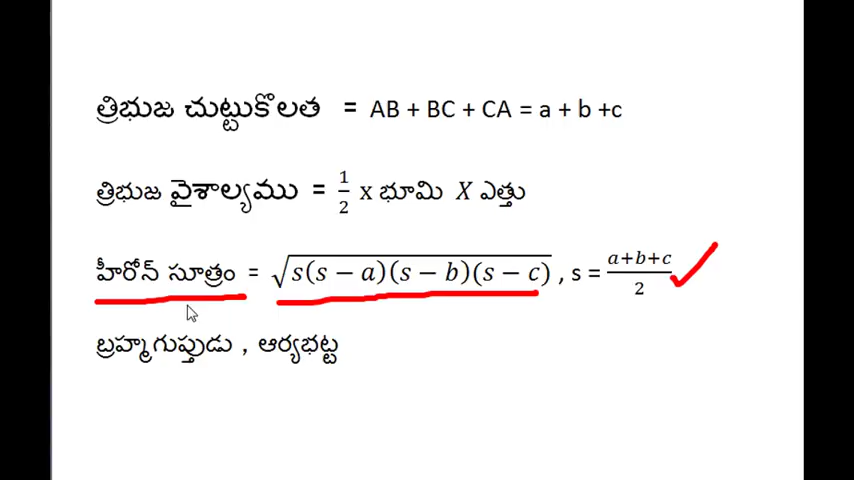 త్రిభుజ చుట్టుకొలత = AB + BC + CA = a + b +c
త్రిభుజ వైశాల్యము = 1/2 x భూమి X ఎత్తు
హీరోన్ సూత్రం = √s(s − a)(s − b)(s − c) , s = a+b+c/2
బ్రహ్మగుప్తుడు , ఆర్యభట్ట